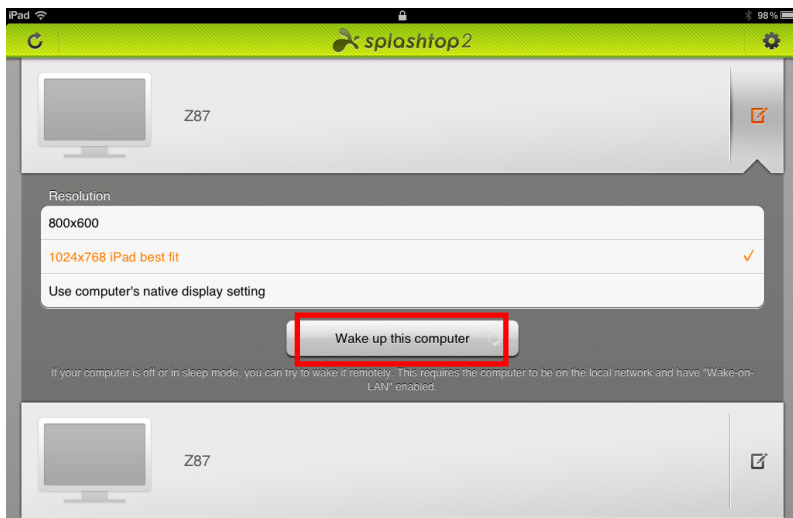 iPad 98%
splashtop2
Z87
Resolution
800x600
1024x768 iPad best fit
Use computer's native display setting
Wake up this computer
If your computer is off or in sleep mode, you can try to wake it remotely. This requires the computer to be on the local network and have "Wake-on-
LAN" enabled.
Z87